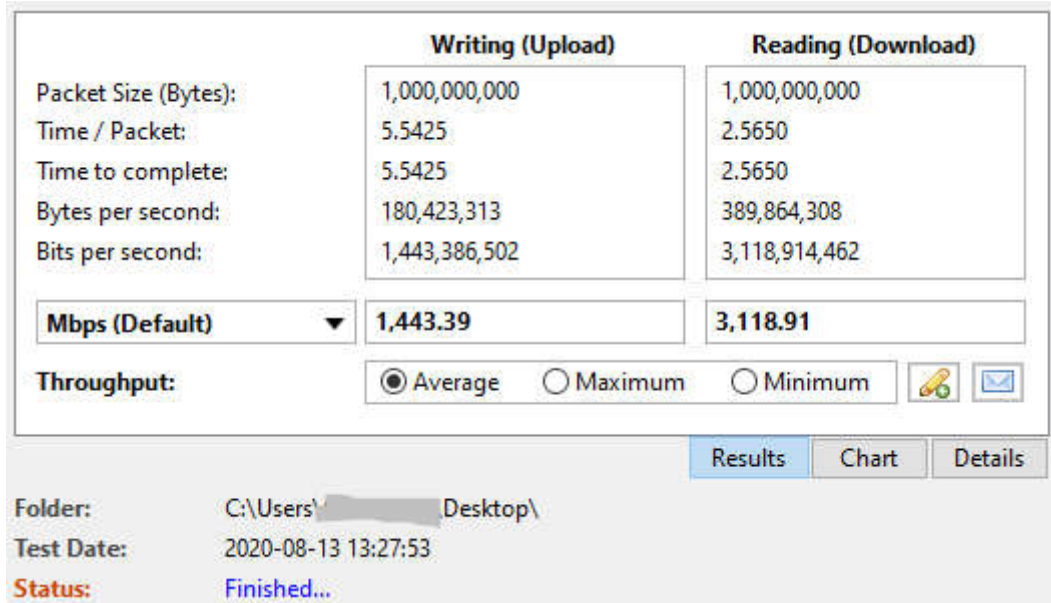 Writing (Upload) Reading (Download)
Packet Size (Bytes): 1,000,000,000 1,000,000,000
Time / Packet: 5.5425 2.5650
Time to complete: 5.5425 2.5650
Bytes per second: 180,423,313 389,864,308
Bits per second: 1,443,386,502 3,118,914,462
Mbps (Default) 1,443.39 3,118.91
Throughput: Average Maximum Minimum
Results Chart Details
Folder: C:\Users\ \Desktop\
Test Date: 2020-08-13 13:27:53
Status: Finished...